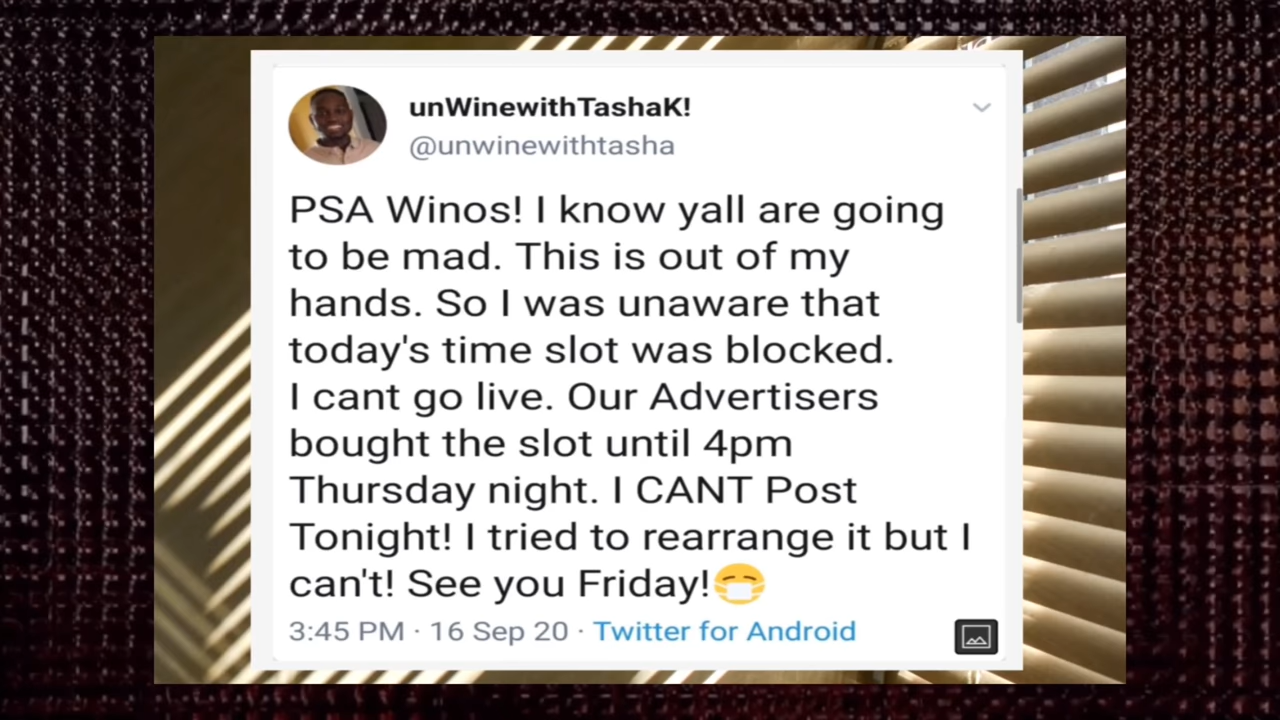 unWinewithTashaK!
@unwinewithtasha
PSA Winos! I know yall are going
to be mad. This is out of my
hands. So I was unaware that
today's time slot was blocked.
I cant go live. Our Advertisers
bought the slot until 4pm
Thursday night. I CANT Post
Tonight! I tried to rearrange it but I
can't! See you Friday!😷
3:45 PM · 16 Sep 20 · Twitter for Android